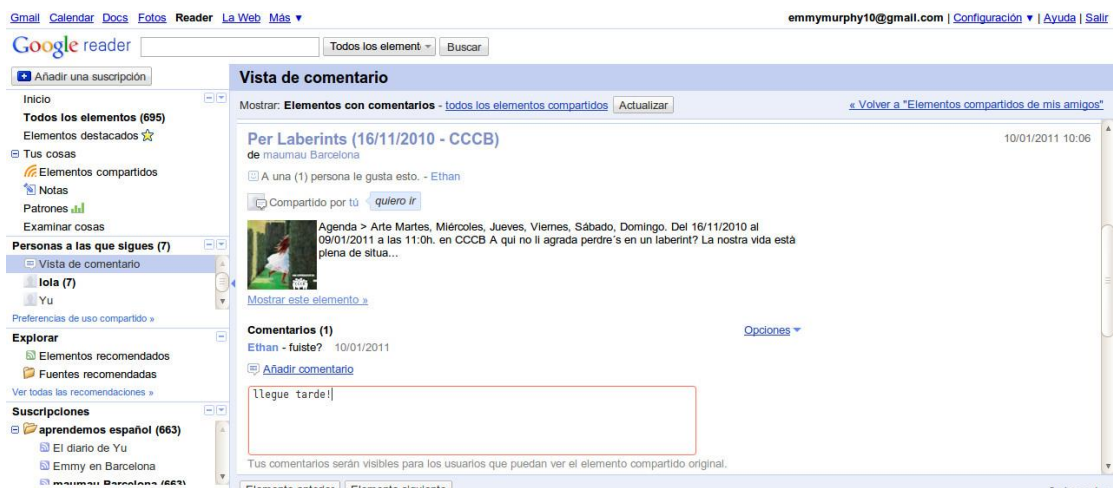 Gmail Calendar Docs Fotos Reader La Web Más ▼
emmymurphy10@gmail.com | Configuración ▼ | Ayuda | Salir
Google reader
Todos los element
Buscar
Añadir una suscripción
Inicio
Todos los elementos (695)
Elementos destacados
Tus cosas
Elementos compartidos
Notas
Patrones
Examinar cosas
Personas a las que sigues (7)
Vista de comentario
lola (7)
Yu
Preferencias de uso compartido »
Explorar
Elementos recomendados
Fuentes recomendadas
Ver todas las recomendaciones »
Suscripciones
aprendemos español (663)
El diario de Yu
Emmy en Barcelona
maumau Barcelona (663)
Vista de comentario
Mostrar: Elementos con comentarios - todos los elementos compartidos Actualizar
« Volver a "Elementos compartidos de mis amigos"
Per Laberints (16/11/2010 - CCCB)
10/01/2011 10:06
de maumau Barcelona
A una (1) persona le gusta esto. - Ethan
Compartido por tú quiero ir
Agenda > Arte Martes, Miércoles, Jueves, Viernes, Sábado, Domingo. Del 16/11/2010 al
09/01/2011 a las 11:0h. en CCCB A qui no li agrada perdre´s en un laberint? La nostra vida està
plena de situa...
Mostrar este elemento »
Comentarios (1)
Opciones
Ethan - fuiste? 10/01/2011
Añadir comentario
llegue tarde!
Tus comentarios serán visibles para los usuarios que puedan ver el elemento compartido original.
Elemento anterior Elemento siguiente